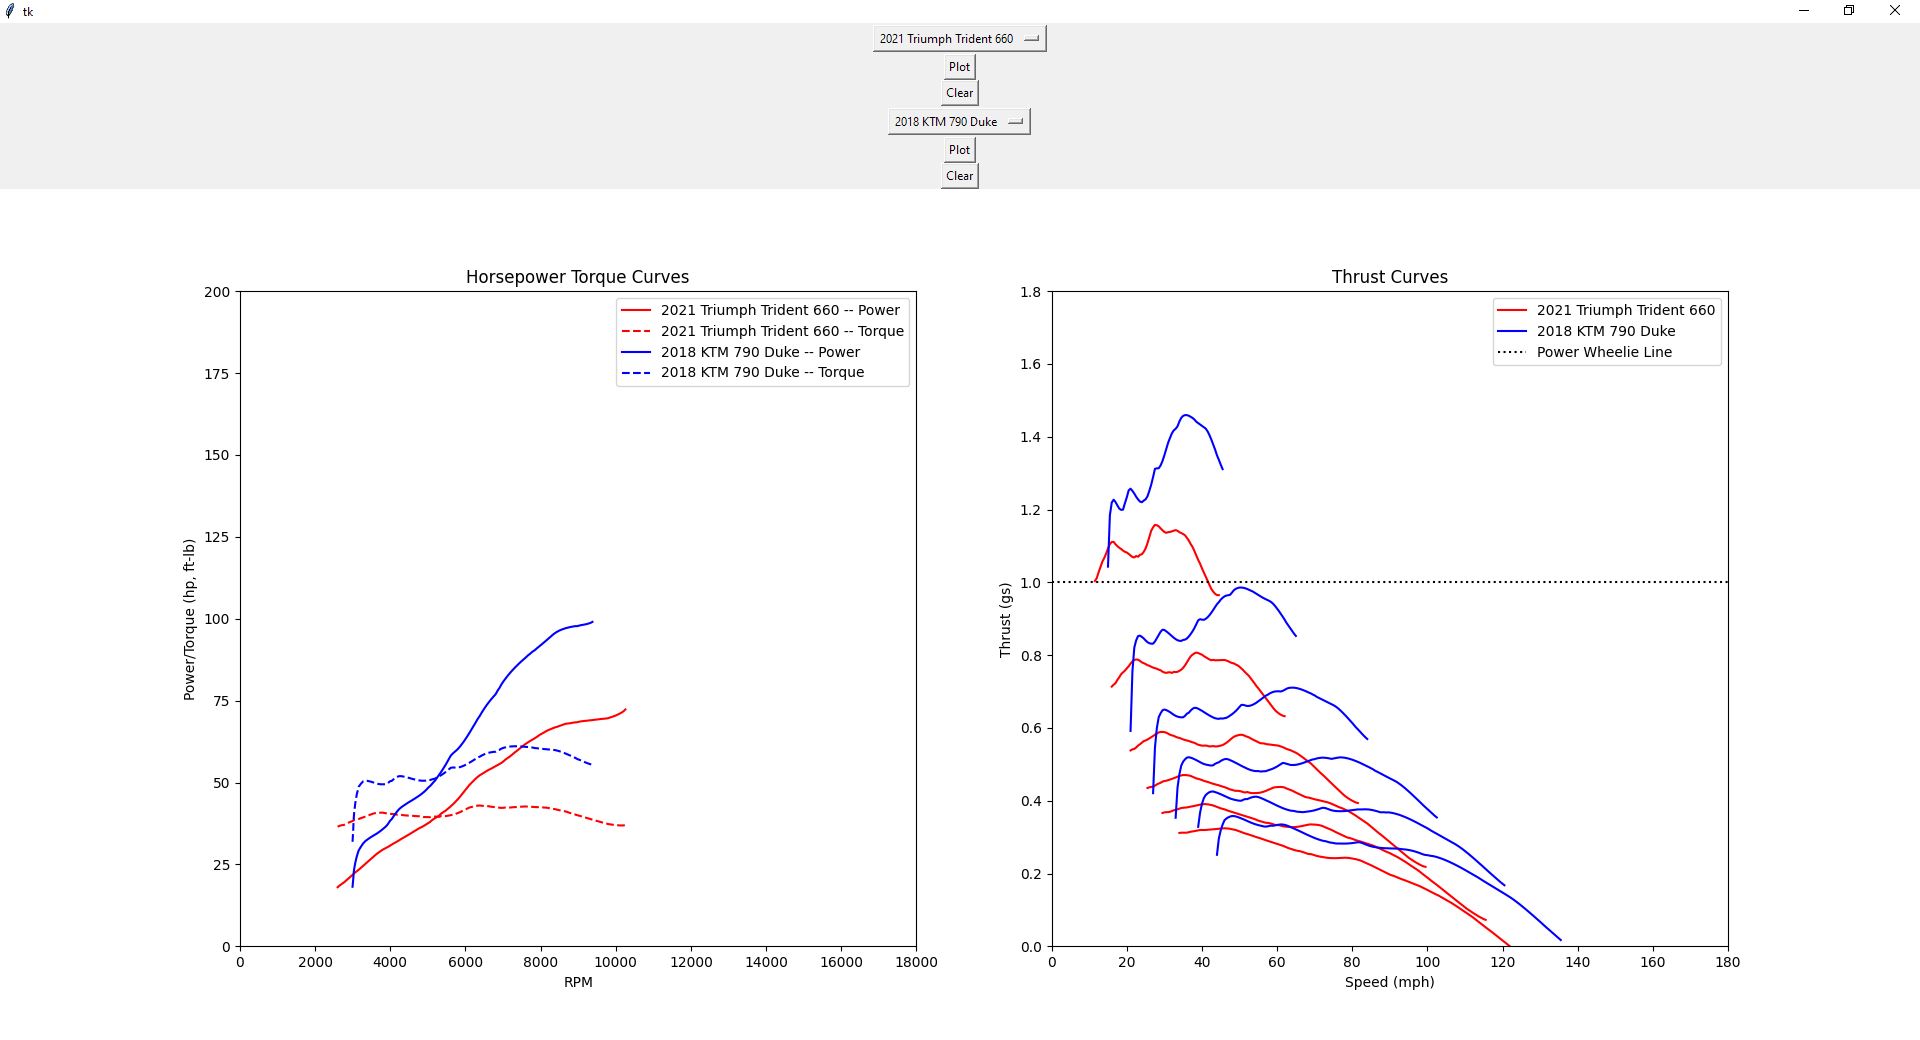 tk
2021 Triumph Trident 660
Plot
Clear
2018 KTM 790 Duke
Plot
Clear
Horsepower Torque Curves
200
175
150
125
100
75
50
25
0
Power/Torque (hp, ft-lb)
2021 Triumph Trident 660 -- Power
2021 Triumph Trident 660 -- Torque
2018 KTM 790 Duke -- Power
2018 KTM 790 Duke -- Torque
0 2000 4000 6000 8000 10000 12000 14000 16000 18000
RPM
Thrust Curves
1.8
1.6
1.4
1.2
1.0
0.8
0.6
0.4
0.2
0.0
Thrust (gs)
2021 Triumph Trident 660
2018 KTM 790 Duke
Power Wheelie Line
0 20 40 60 80 100 120 140 160 180
Speed (mph)